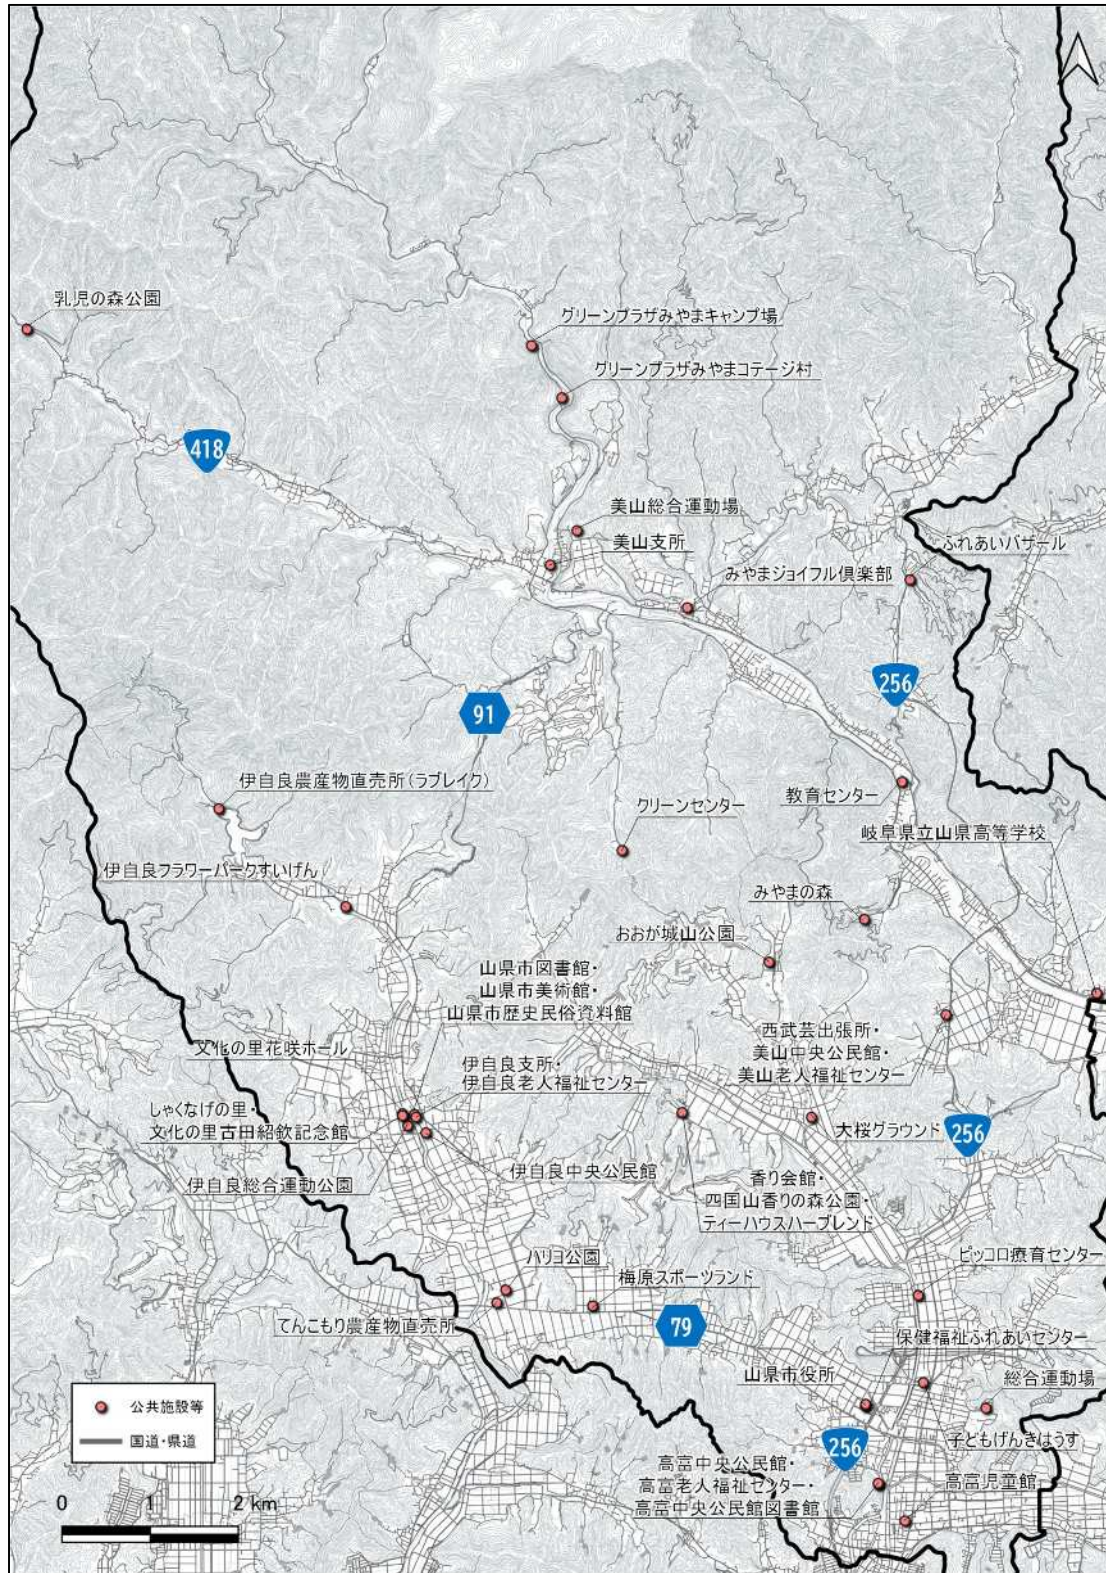 乳児の森公園
グリーンプラザみやまキャンプ場
グリーンプラザみやまコテージ村
418
美山総合運動場
美山支所
ふれあいバザール
みやまジョイフル倶楽部
256
91
伊自良農産物直売所(ラブレイク)
クリーンセンター
教育センター
岐阜県立山県高等学校
伊自良フラワーパークすいげん
みやまの森
おおが城山公園
山県市図書館・
山県市美術館・
山県市歴史民俗資料館
西武芸出張所・
美山中央公民館・
美山老人福祉センター
文化の里花咲ホール
伊自良支所・
伊自良老人福祉センター
しゃくなげの里・
文化の里古田紹欽記念館
大桜グラウンド
256
伊自良中央公民館
伊自良総合運動公園
香り会館・
四国山香りの森公園・
ティーハウスハーブレンド
ハリヨ公園
梅原スポーツランド
ピッコロ療育センター
てんこもり農産物直売所
79
保健福祉ふれあいセンター
山県市役所
総合運動場
公共施設等
国道・県道
256
子どもげんきはうす
高富中央公民館・
高富老人福祉センター・
高富中央公民館図書館
高富児童館
0 1 2 km